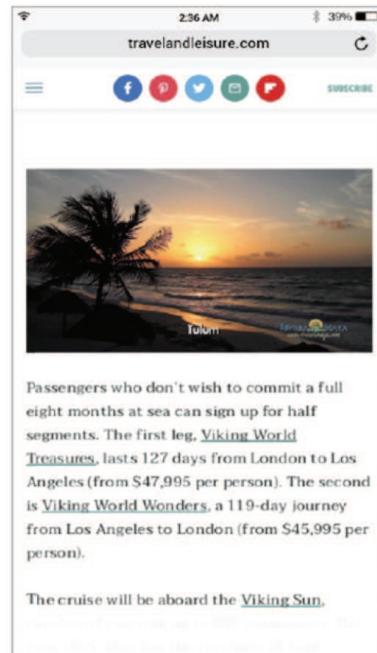 2:36 AM
39%
travelandleisure.com
SUBSCRIBE
Tulum
Passengers who don't wish to commit a full
eight months at sea can sign up for half
segments. The first leg, Viking World
Treasures, lasts 127 days from London to Los
Angeles (from $47,995 per person). The second
is Viking World Wonders, a 119-day journey
from Los Angeles to London (from $45,995 per
person).
The cruise will be aboard the Viking Sun,